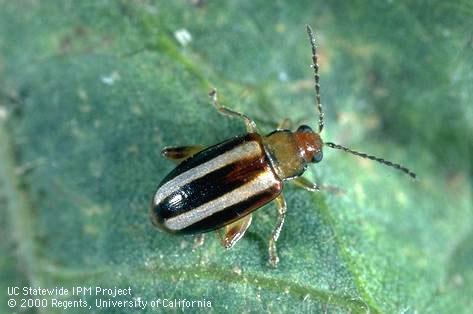 UC Statewide IPM Project
© 2000 Regents, University of California